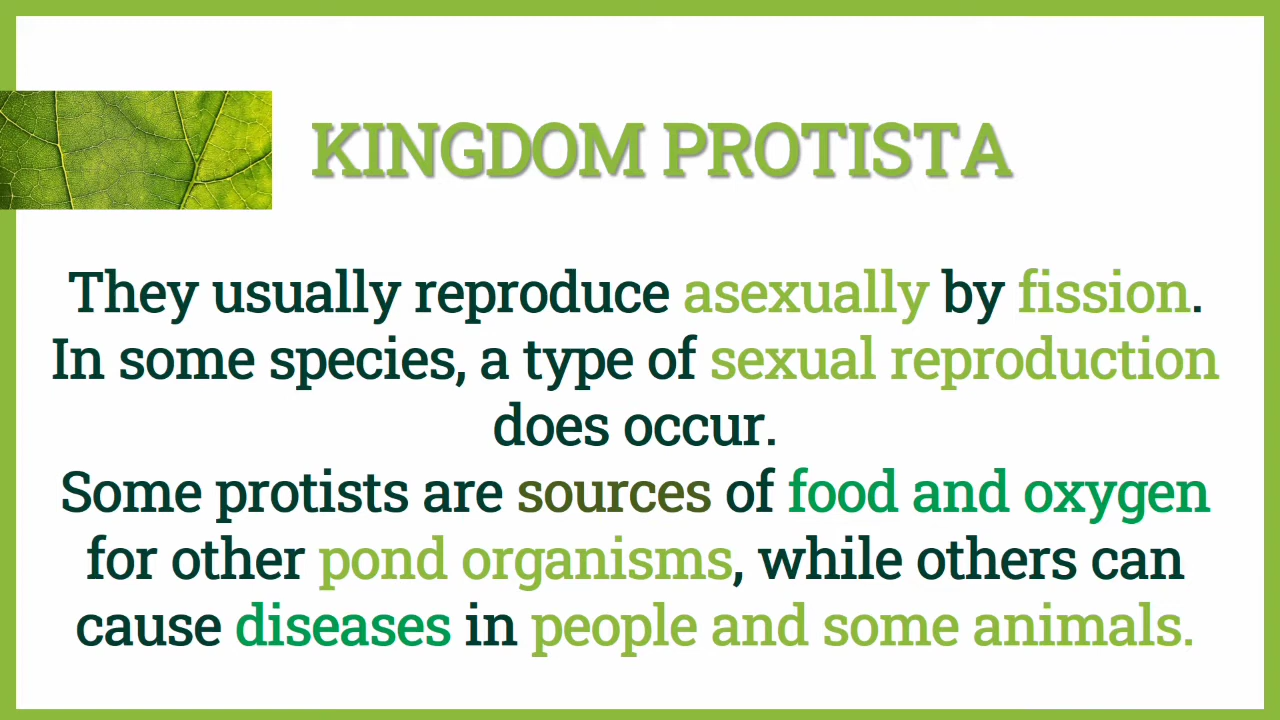 KINGDOM PROTISTA
They usually reproduce asexually by fission.
In some species, a type of sexual reproduction
does occur.
Some protists are sources of food and oxygen
for other pond organisms, while others can
cause diseases in people and some animals.